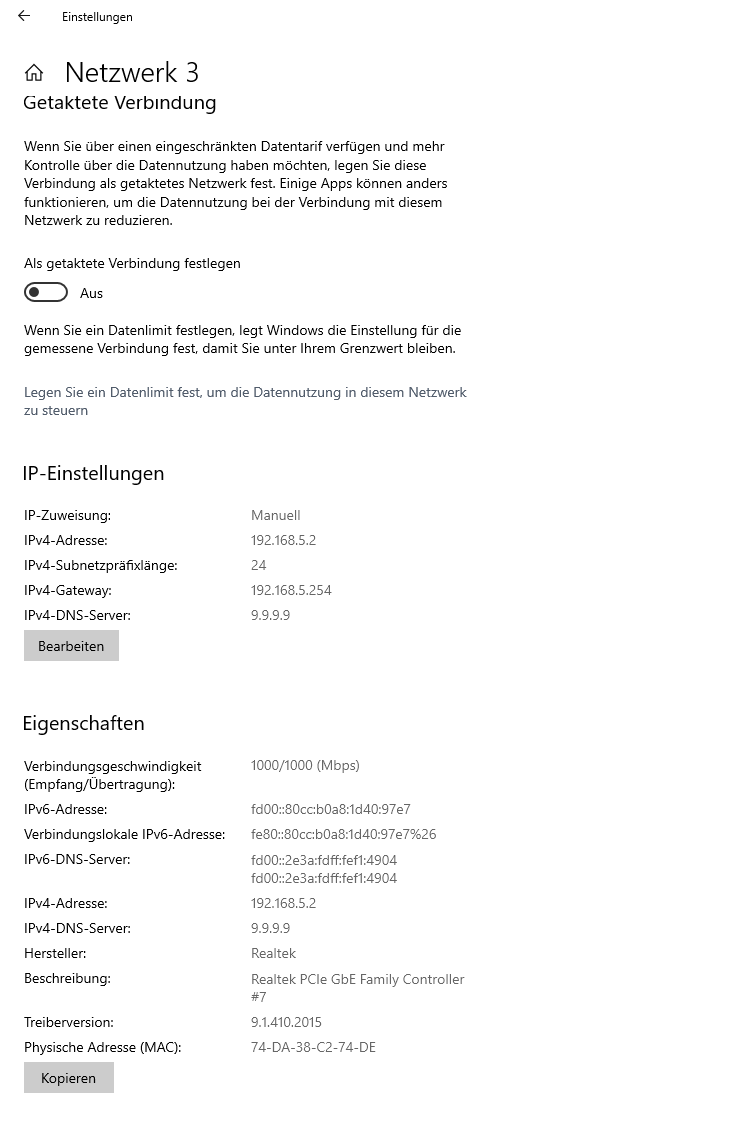 Einstellungen
Netzwerk 3
Getaktete Verbindung
Wenn Sie über einen eingeschränkten Datentarif verfügen und mehr
Kontrolle über die Datennutzung haben möchten, legen Sie diese
Verbindung als getaktetes Netzwerk fest. Einige Apps können anders
funktionieren, um die Datennutzung bei der Verbindung mit diesem
Netzwerk zu reduzieren.
Als getaktete Verbindung festlegen
Aus
Wenn Sie ein Datenlimit festlegen, legt Windows die Einstellung für die
gemessene Verbindung fest, damit Sie unter Ihrem Grenzwert bleiben.
Legen Sie ein Datenlimit fest, um die Datennutzung in diesem Netzwerk
zu steuern
IP-Einstellungen
IP-Zuweisung: Manuell
IPv4-Adresse: 192.168.5.2
IPv4-Subnetzpräfixlänge: 24
IPv4-Gateway: 192.168.5.254
IPv4-DNS-Server: 9.9.9.9
Bearbeiten
Eigenschaften
Verbindungsgeschwindigkeit 1000/1000 (Mbps)
(Empfang/Übertragung):
IPv6-Adresse: fd00::80cc:b0a8:1d40:97e7
Verbindungslokale IPv6-Adresse: fe80::80cc:b0a8:1d40:97e7%26
IPv6-DNS-Server: fd00::2e3a:fdff:fef1:4904
fd00::2e3a:fdff:fef1:4904
IPv4-Adresse: 192.168.5.2
IPv4-DNS-Server: 9.9.9.9
Hersteller: Realtek
Beschreibung: Realtek PCIe GbE Family Controller
#7
Treiberversion: 9.1.410.2015
Physische Adresse (MAC): 74-DA-38-C2-74-DE
Kopieren